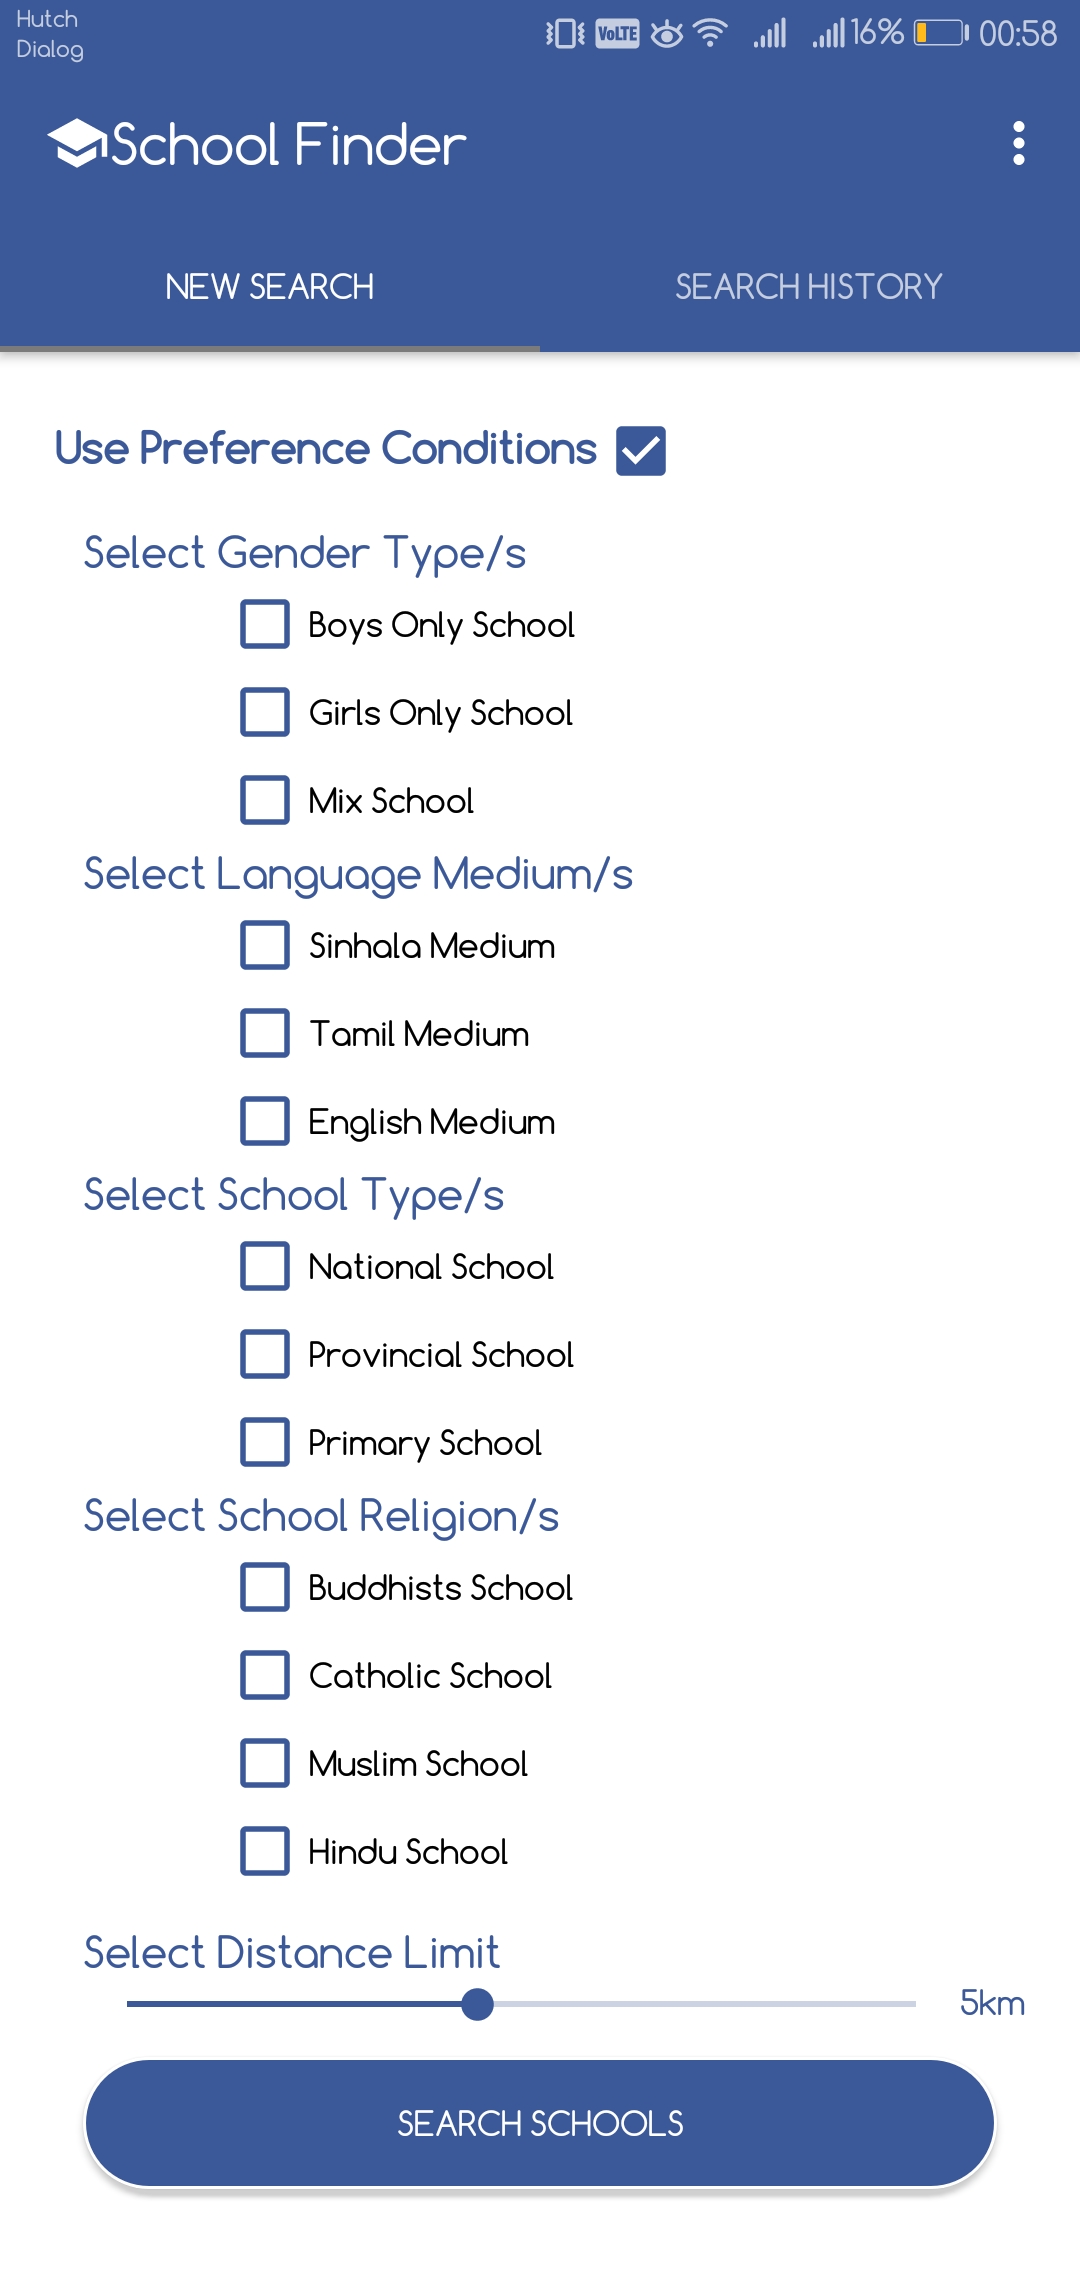 Hutch
Dialog
VoLTE
16%
00:58
School Finder
NEW SEARCH
SEARCH HISTORY
Use Preference Conditions
Select Gender Type/s
Boys Only School
Girls Only School
Mix School
Select Language Medium/s
Sinhala Medium
Tamil Medium
English Medium
Select School Type/s
National School
Provincial School
Primary School
Select School Religion/s
Buddhists School
Catholic School
Muslim School
Hindu School
Select Distance Limit
5km
SEARCH SCHOOLS